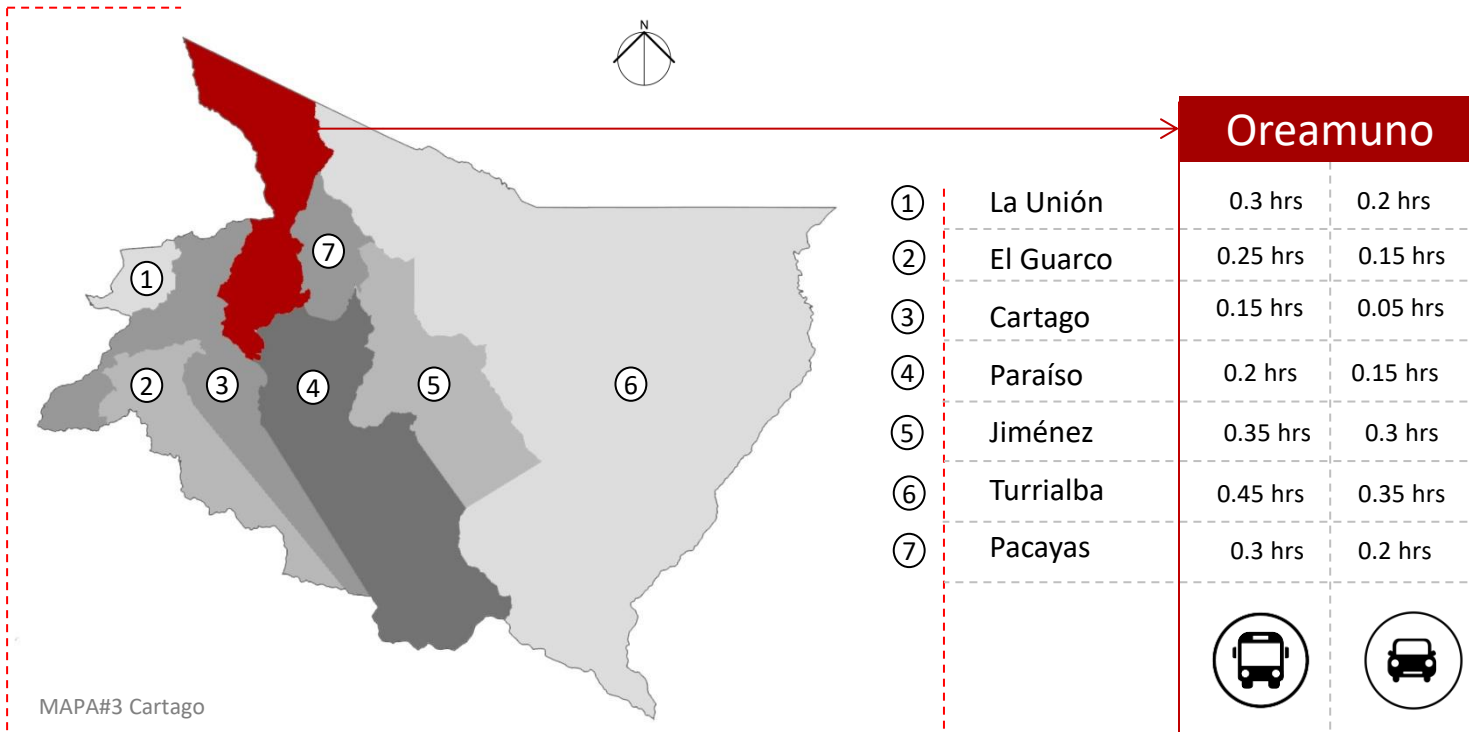 N
Oreamuno
1 La Unión 0.3 hrs 0.2 hrs
2 El Guarco 0.25 hrs 0.15 hrs
3 Cartago 0.15 hrs 0.05 hrs
4 Paraíso 0.2 hrs 0.15 hrs
5 Jiménez 0.35 hrs 0.3 hrs
6 Turrialba 0.45 hrs 0.35 hrs
7 Pacayas 0.3 hrs 0.2 hrs
7
1
2 3 4 5 6
MAPA#3 Cartago